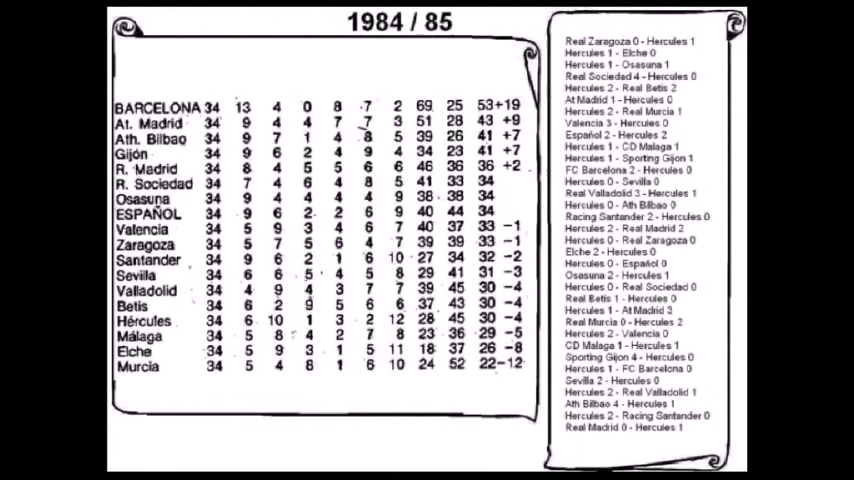 1984 / 85
BARCELONA 34 13 4 0 8 7 2 69 25 53+19
At. Madrid 34 9 4 4 7 7 3 51 28 43 +9
Ath. Bilbao 34 9 7 1 4 8 5 39 26 41 +7
Gijón 34 9 6 2 4 9 4 34 23 41 +7
R. Madrid 34 8 4 5 5 6 6 46 36 36 +2
R. Sociedad 34 7 4 6 4 8 5 41 33 34
Osasuna 34 9 4 4 4 4 9 38 38 34
ESPAÑOL 34 9 6 2 2 6 9 40 44 34
Valencia 34 5 9 3 4 6 7 40 37 33 −1
Zaragoza 34 5 7 5 6 4 7 39 39 33 −1
Santander 34 9 6 2 1 6 10 27 34 32 −2
Sevilla 34 6 6 5 4 5 8 29 41 31 −3
Valladolid 34 4 9 4 3 7 7 39 45 30 −4
Betis 34 6 2 9 5 6 6 37 43 30 −4
Hércules 34 6 10 1 3 2 12 28 45 30 −4
Málaga 34 5 8 4 2 7 8 23 36 29 −5
Elche 34 5 9 3 1 5 11 18 37 26 −8
Murcia 34 5 4 8 1 6 10 24 52 22−12
Real Zaragoza 0 - Hercules 1
Hercules 1 - Elche 0
Hercules 1 - Osasuna 1
Real Sociedad 4 - Hercules 0
Hercules 2 - Real Betis 2
At Madrid 1 - Hercules 0
Hercules 2 - Real Murcia 1
Valencia 3 - Hercules 0
Español 2 - Hercules 2
Hercules 1 - CD Malaga 1
Hercules 1 - Sporting Gijon 1
FC Barcelona 2 - Hercules 0
Hercules 0 - Sevilla 0
Real Valladolid 3 - Hercules 1
Hercules 0 - Ath Bilbao 0
Racing Santander 2 - Hercules 0
Hercules 2 - Real Madrid 2
Hercules 0 - Real Zaragoza 0
Elche 2 - Hercules 0
Hercules 0 - Español 0
Osasuna 2 - Hercules 1
Hercules 0 - Real Sociedad 0
Real Betis 1 - Hercules 0
Hercules 1 - At Madrid 3
Real Murcia 0 - Hercules 2
Hercules 2 - Valencia 0
CD Malaga 1 - Hercules 1
Sporting Gijon 4 - Hercules 0
Hercules 1 - FC Barcelona 0
Sevilla 2 - Hercules 0
Hercules 2 - Real Valladolid 1
Ath Bilbao 4 - Hercules 1
Hercules 2 - Racing Santander 0
Real Madrid 0 - Hercules 1